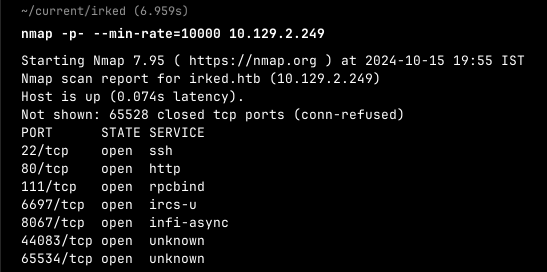 ~/current/irked (6.959s)
nmap -p- --min-rate=10000 10.129.2.249
Starting Nmap 7.95 ( https://nmap.org ) at 2024-10-15 19:55 IST
Nmap scan report for irked.htb (10.129.2.249)
Host is up (0.074s latency).
Not shown: 65528 closed tcp ports (conn-refused)
PORT      STATE SERVICE
22/tcp    open  ssh
80/tcp    open  http
111/tcp   open  rpcbind
6697/tcp  open  ircs-u
8067/tcp  open  infi-async
44083/tcp open  unknown
65534/tcp open  unknown